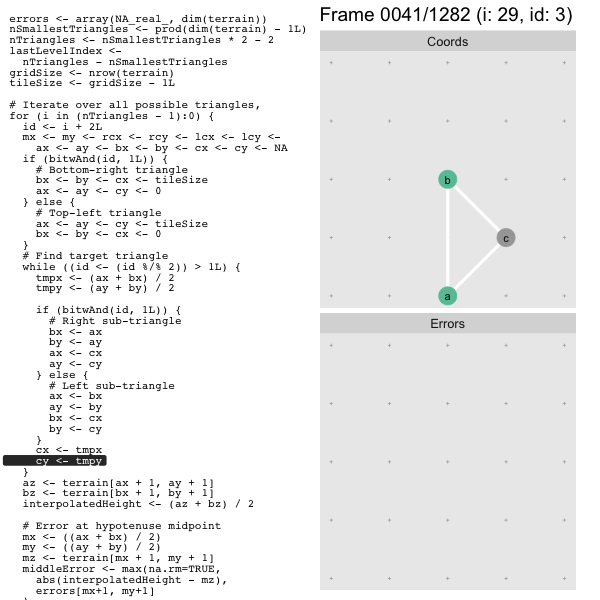 errors <- array(NA_real_, dim(terrain))
nSmallestTriangles <- prod(dim(terrain) - 1L)
nTriangles <- nSmallestTriangles * 2 - 2
lastLevelIndex <-
  nTriangles - nSmallestTriangles
gridSize <- nrow(terrain)
tileSize <- gridSize - 1L

# Iterate over all possible triangles,
for (i in (nTriangles - 1):0) {
  id <- i + 2L
  mx <- my <- rcx <- rcy <- lcx <- lcy <-
    ax <- ay <- bx <- by <- cx <- cy <- NA
  if (bitwAnd(id, 1L)) {
    # Bottom-right triangle
    bx <- by <- cx <- tileSize
    ax <- ay <- cy <- 0
  } else {
    # Top-left triangle
    ax <- ay <- cy <- tileSize
    bx <- by <- cx <- 0
  }
  # Find target triangle
  while ((id <- (id %/% 2)) > 1L) {
    tmpx <- (ax + bx) / 2
    tmpy <- (ay + by) / 2

    if (bitwAnd(id, 1L)) {
      # Right sub-triangle
      bx <- ax
      by <- ay
      ax <- cx
      ay <- cy
    } else {
      # Left sub-triangle
      ax <- bx
      ay <- by
      bx <- cx
      by <- cy
    }
    cx <- tmpx
    cy <- tmpy
  }
  az <- terrain[ax + 1, ay + 1]
  bz <- terrain[bx + 1, by + 1]
  interpolatedHeight <- (az + bz) / 2

  # Error at hypotenuse midpoint
  mx <- ((ax + bx) / 2)
  my <- ((ay + by) / 2)
  mz <- terrain[mx + 1, my + 1]
  middleError <- max(na.rm=TRUE,
    abs(interpolatedHeight - mz),
    errors[mx+1, my+1]
Frame 0041/1282 (i: 29, id: 3)
Coords
b
c
a
Errors